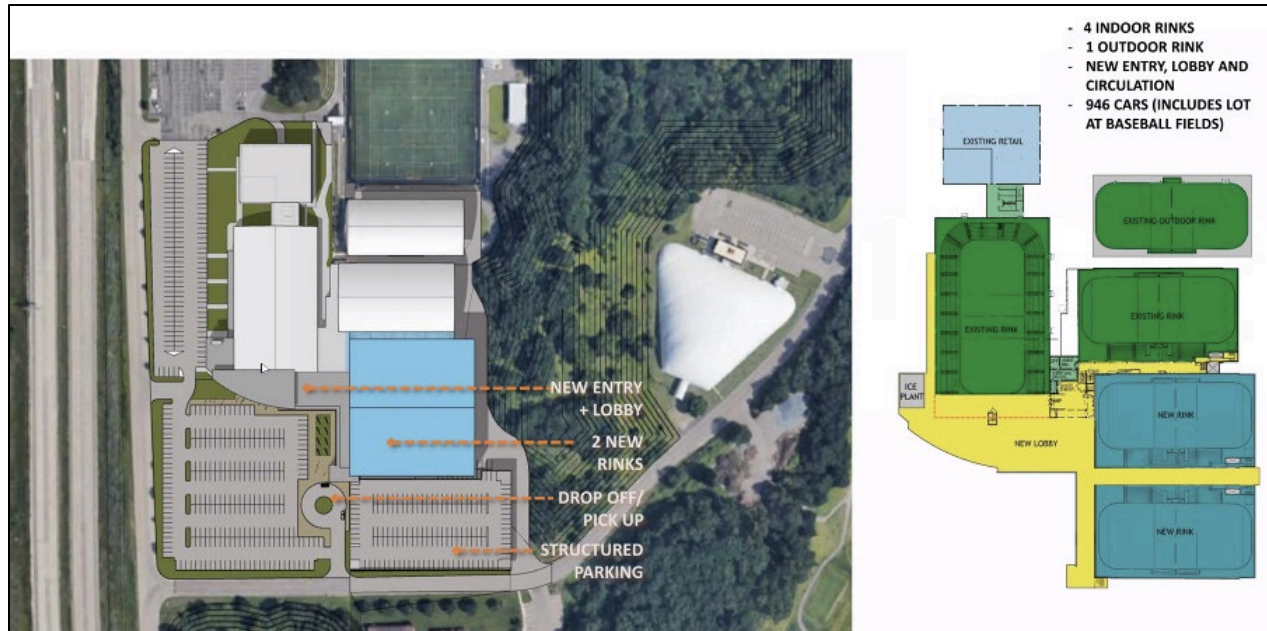 - 4 INDOOR RINKS
- 1 OUTDOOR RINK
- NEW ENTRY, LOBBY AND
CIRCULATION
- 946 CARS (INCLUDES LOT
AT BASEBALL FIELDS)
NEW ENTRY
+ LOBBY
2 NEW
RINKS
DROP OFF/
PICK UP
STRUCTURED
PARKING
EXISTING RETAIL
EXISTING OUTDOOR RINK
EXISTING RINK
EXISTING RINK
ICE
PLANT
NEW RINK
NEW LOBBY
NEW RINK